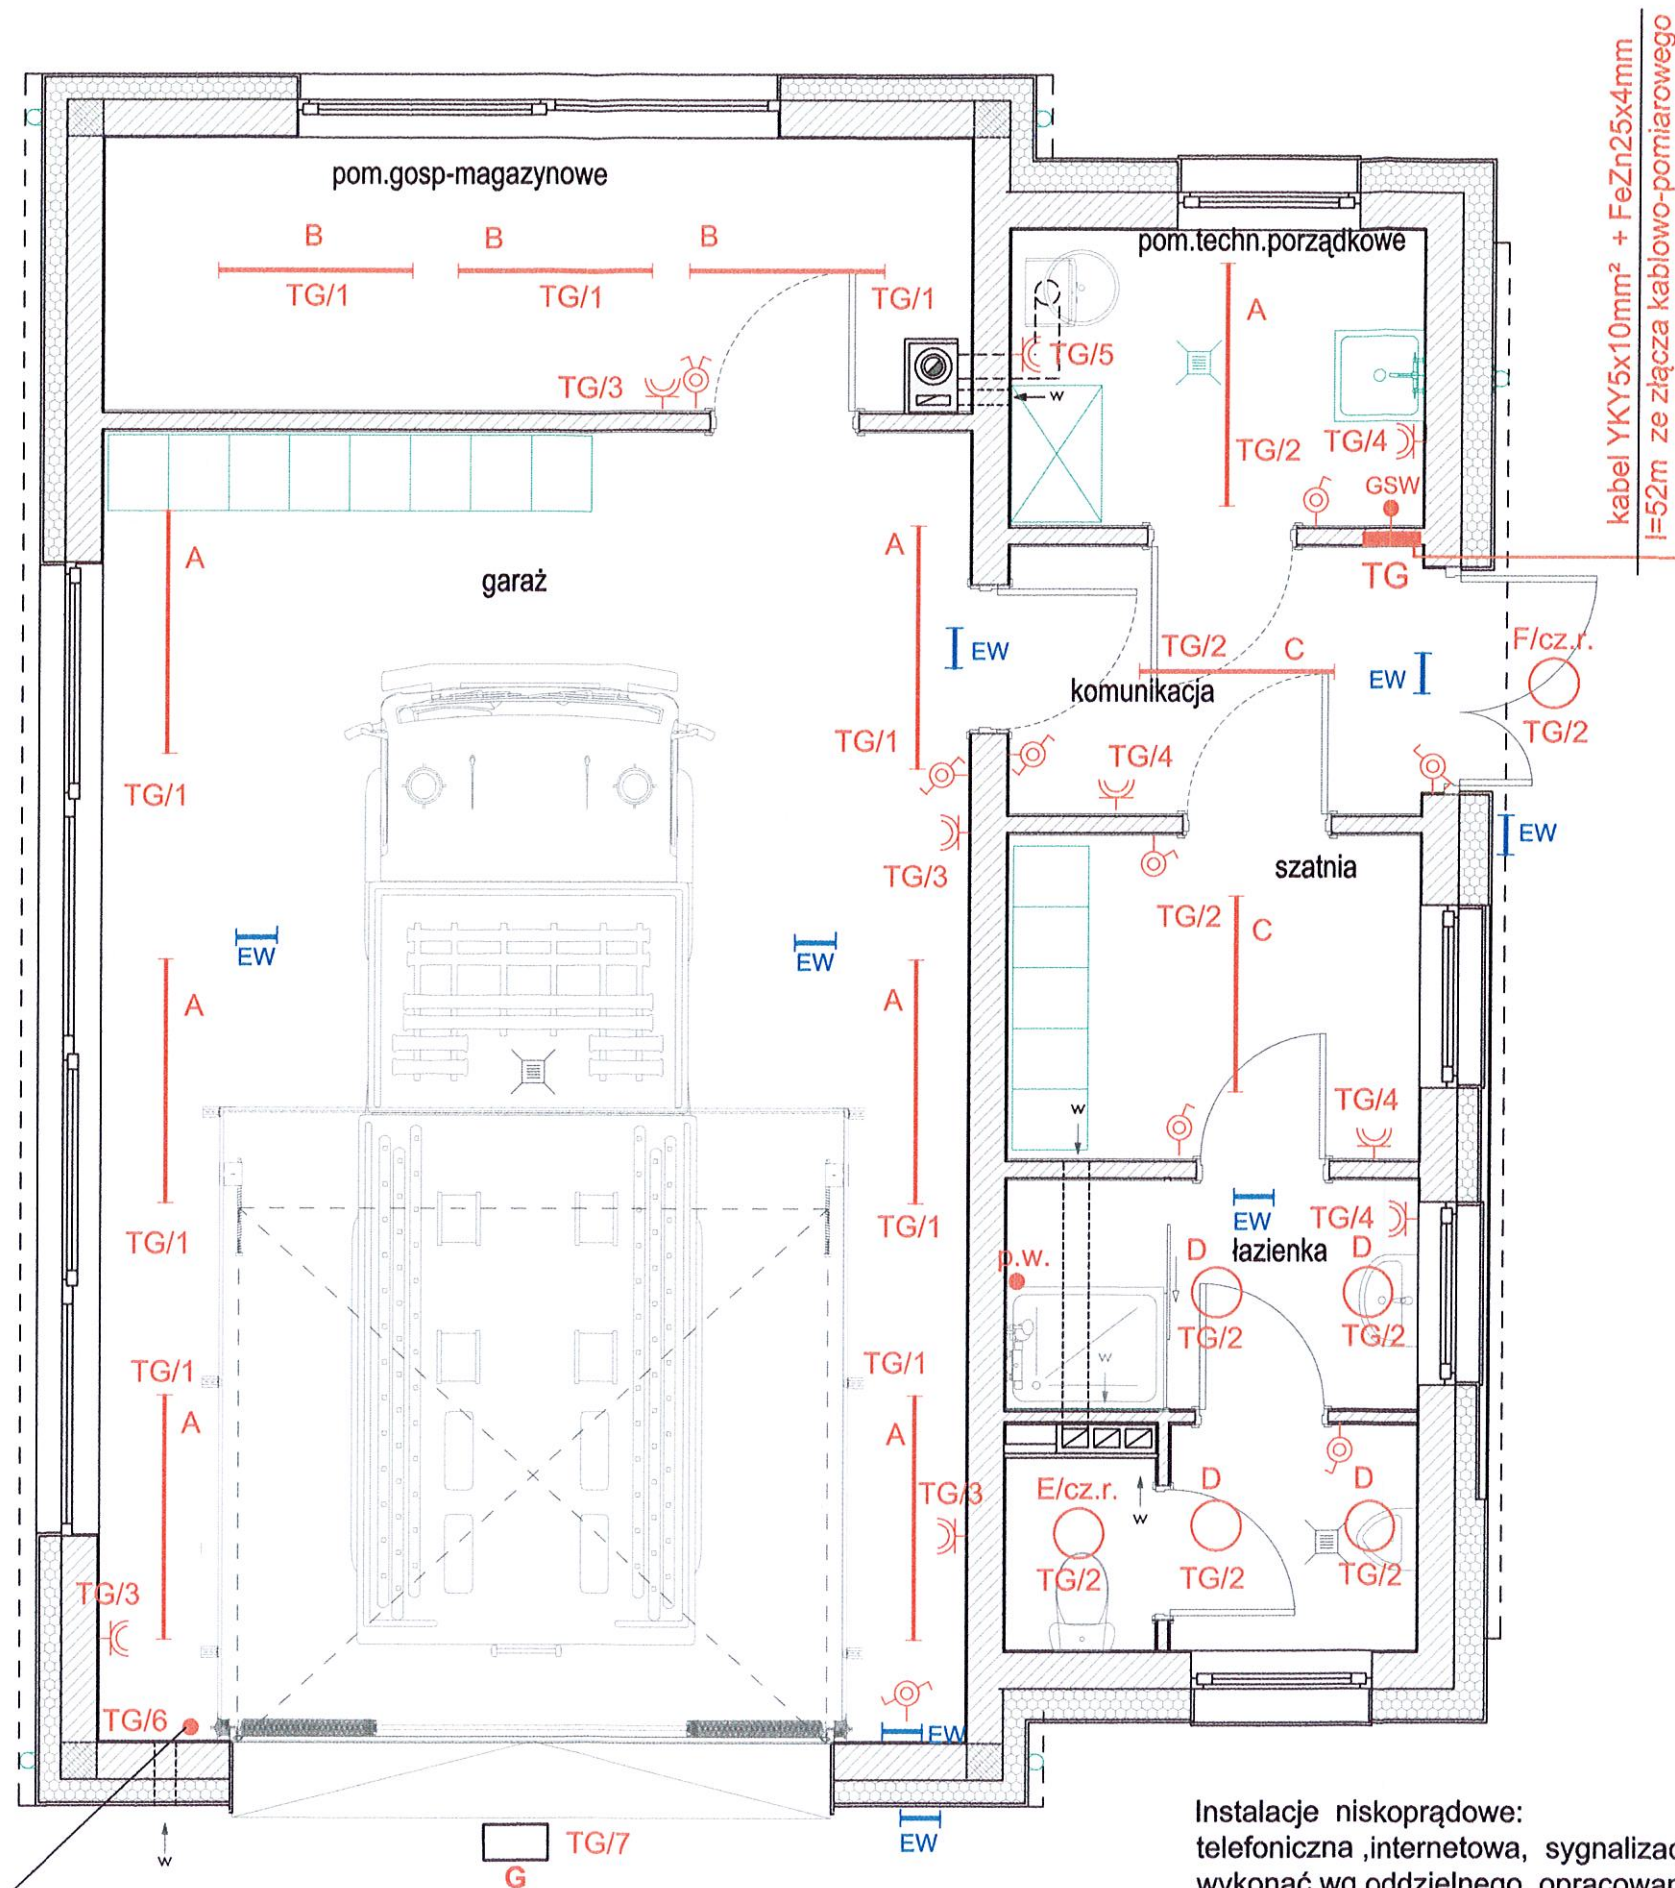 kabel YKY5x10mm² + FeZn25x4mm
l=52m ze złącza kablowo-pomiarowego
pom.gosp-magazynowe
B
B
B
TG/1
TG/1
TG/1
TG/3
pom.techn.porządkowe
A
TG/5
w
TG/2
TG/4
GSW
TG
garaż
A
A
TG/1
TG/1
EW
TG/2
C
komunikacja
EW
F/cz.r.
TG/2
TG/4
EW
TG/3
szatnia
TG/2
C
EW
EW
A
A
TG/1
TG/1
w
TG/4
EW
TG/4
łazienka
p.w.
D
D
TG/2
TG/2
w
TG/1
TG/1
A
A
TG/3
E/cz.r.
D
D
w
TG/2
TG/2
TG/2
TG/3
TG/6
EW
w
G
TG/7
EW
Instalacje niskoprądowe:
telefoniczna ,internetowa,
wykonać wg oddzielnego